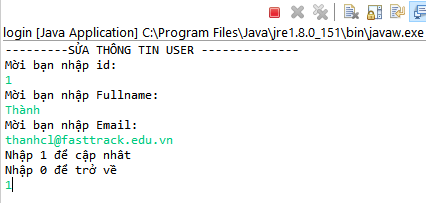 login [Java Application] C:\Program Files\Java\jre1.8.0_151\bin\javaw.exe
---------SỬA THÔNG TIN USER --------------
Mời bạn nhập id:
1
Mời bạn nhập Fullname:
Thành
Mời bạn nhập Email:
thanhcl@fasttrack.edu.vn
Nhập 1 để cập nhât
Nhập 0 để trở về
1